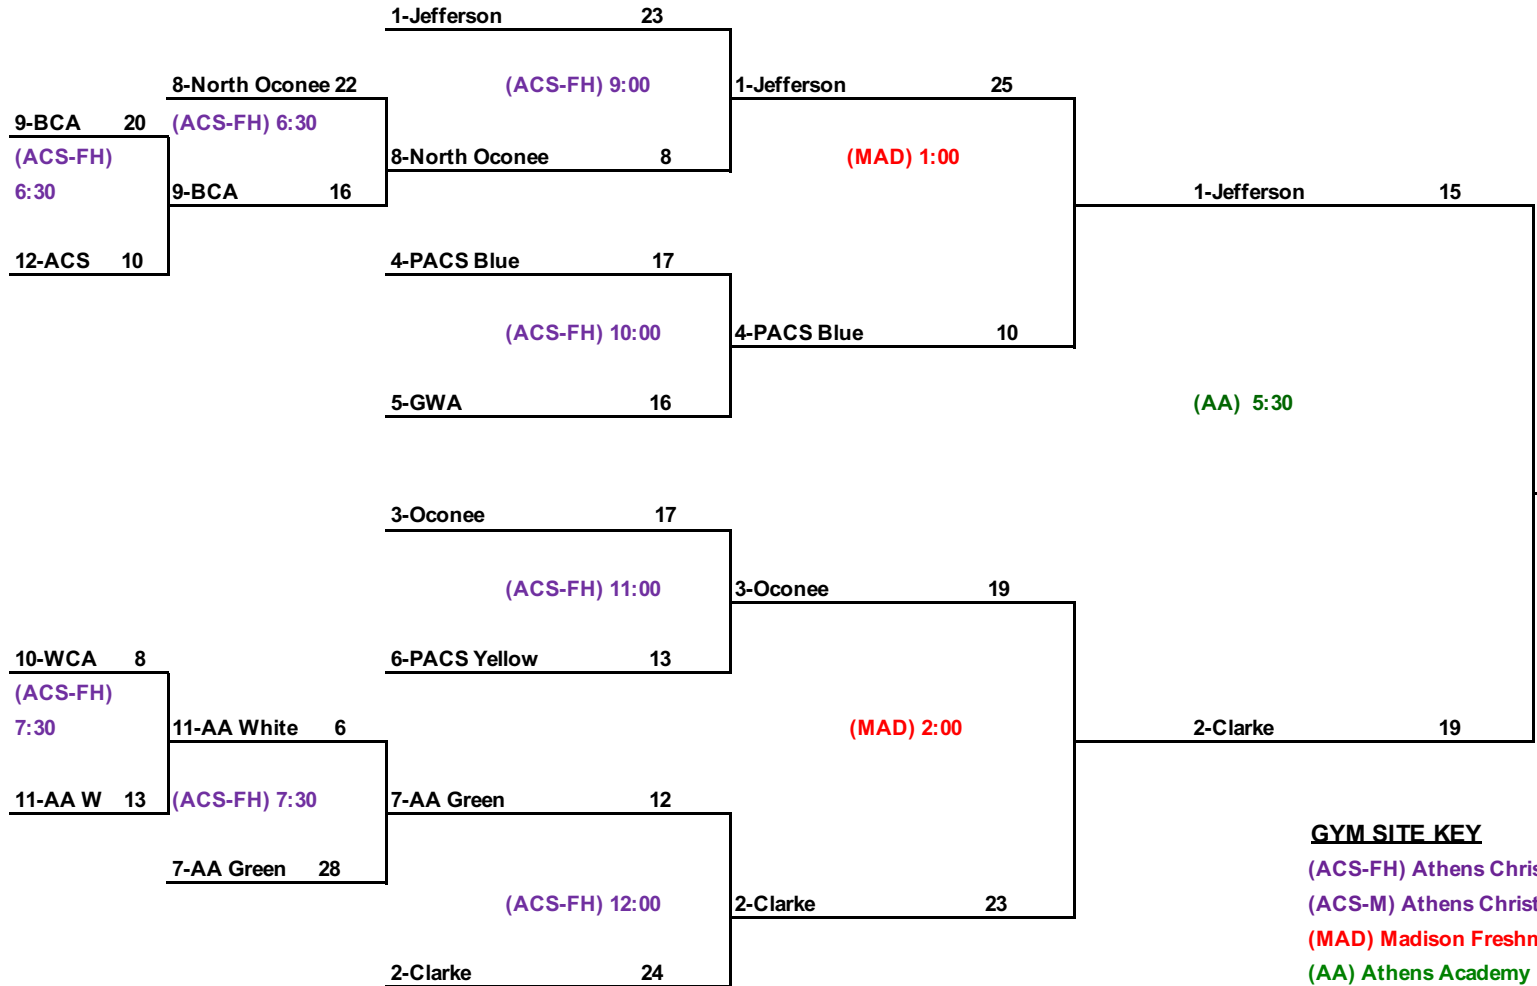 1-Jefferson 23
8-North Oconee 22
(ACS-FH) 9:00
1-Jefferson 25
9-BCA 20
(ACS-FH) 6:30
(ACS-FH)
6:30
8-North Oconee 8
(MAD) 1:00
9-BCA 16
1-Jefferson 15
12-ACS 10
4-PACS Blue 17
(ACS-FH) 10:00
4-PACS Blue 10
5-GWA 16
(AA) 5:30
3-Oconee 17
(ACS-FH) 11:00
3-Oconee 19
10-WCA 8
6-PACS Yellow 13
(ACS-FH)
7:30
11-AA White 6
(MAD) 2:00
2-Clarke 19
11-AA W 13
(ACS-FH) 7:30
7-AA Green 12
7-AA Green 28
(ACS-FH) 12:00
2-Clarke 23
2-Clarke 24
GYM SITE KEY
(ACS-FH) Athens Chris
(ACS-M) Athens Christ
(MAD) Madison Freshn
(AA) Athens Academy